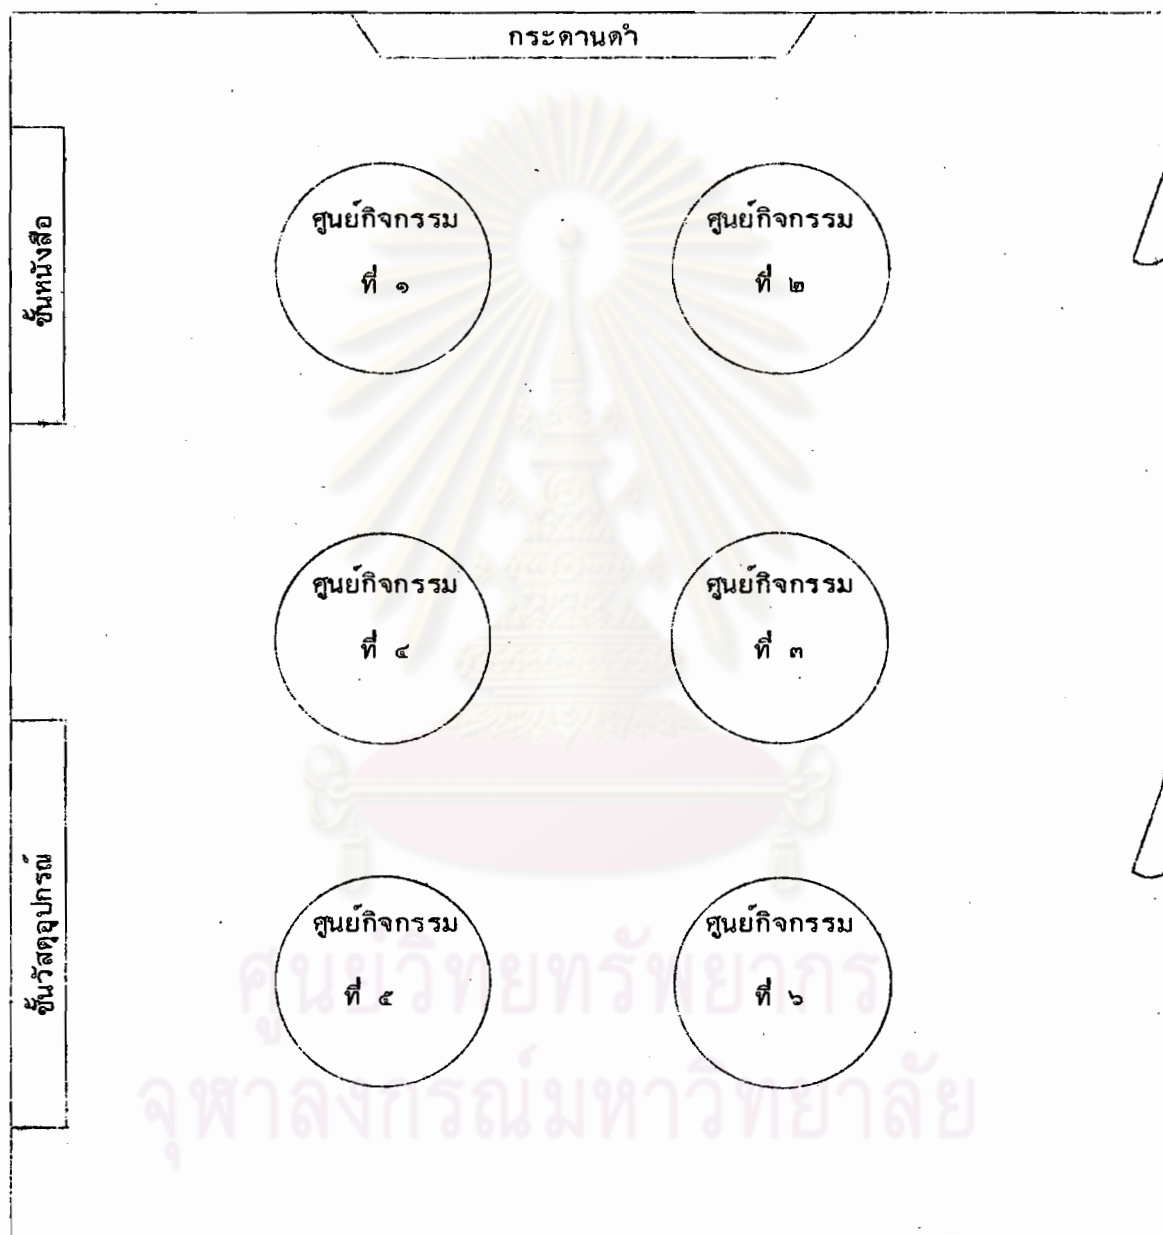 กระดานดำ
ชั้นหนังสือ
ศูนย์กิจกรรม
ที่ ๑
ศูนย์กิจกรรม
ที่ ๒
ศูนย์กิจกรรม
ที่ ๔
ศูนย์กิจกรรม
ที่ ๓
ชั้นวัสดุอุปกรณ์
ศูนย์กิจกรรม
ที่ ๕
ศูนย์กิจกรรม
ที่ ๖
ศูนย์วิทยทรัพยากร
จุฬาลงกรณ์มหาวิทยาลัย